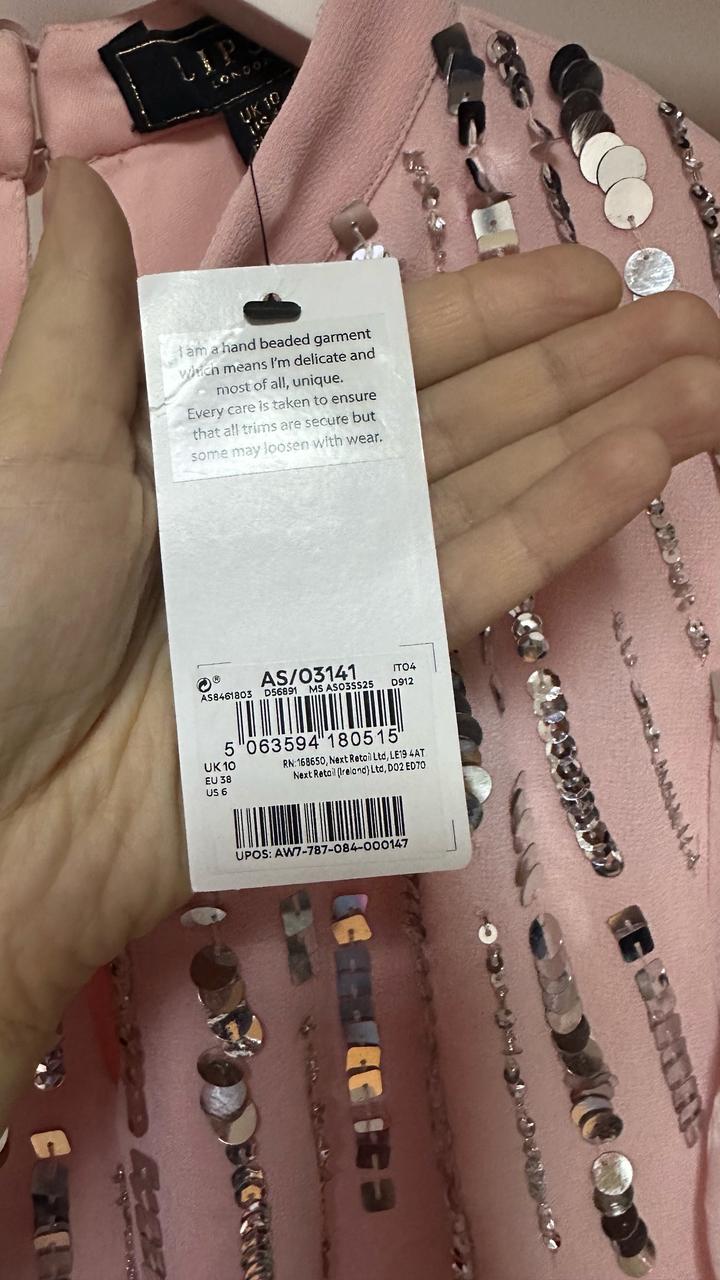 LIPS
LONDON
UK 10
US
I am a hand beaded garment
which means I'm delicate and
most of all, unique.
Every care is taken to ensure
that all trims are secure but
some may loosen with wear.
AS/03141
IT04
AS8461803 D56891 MS AS03SS25 D912
5 063594 180515
UK 10
EU 38
US 6
RN:168650, Next Retail Ltd, LE19 4AT
Next Retail (Ireland) Ltd, D02 ED70
UPOS: AW7-787-084-000147